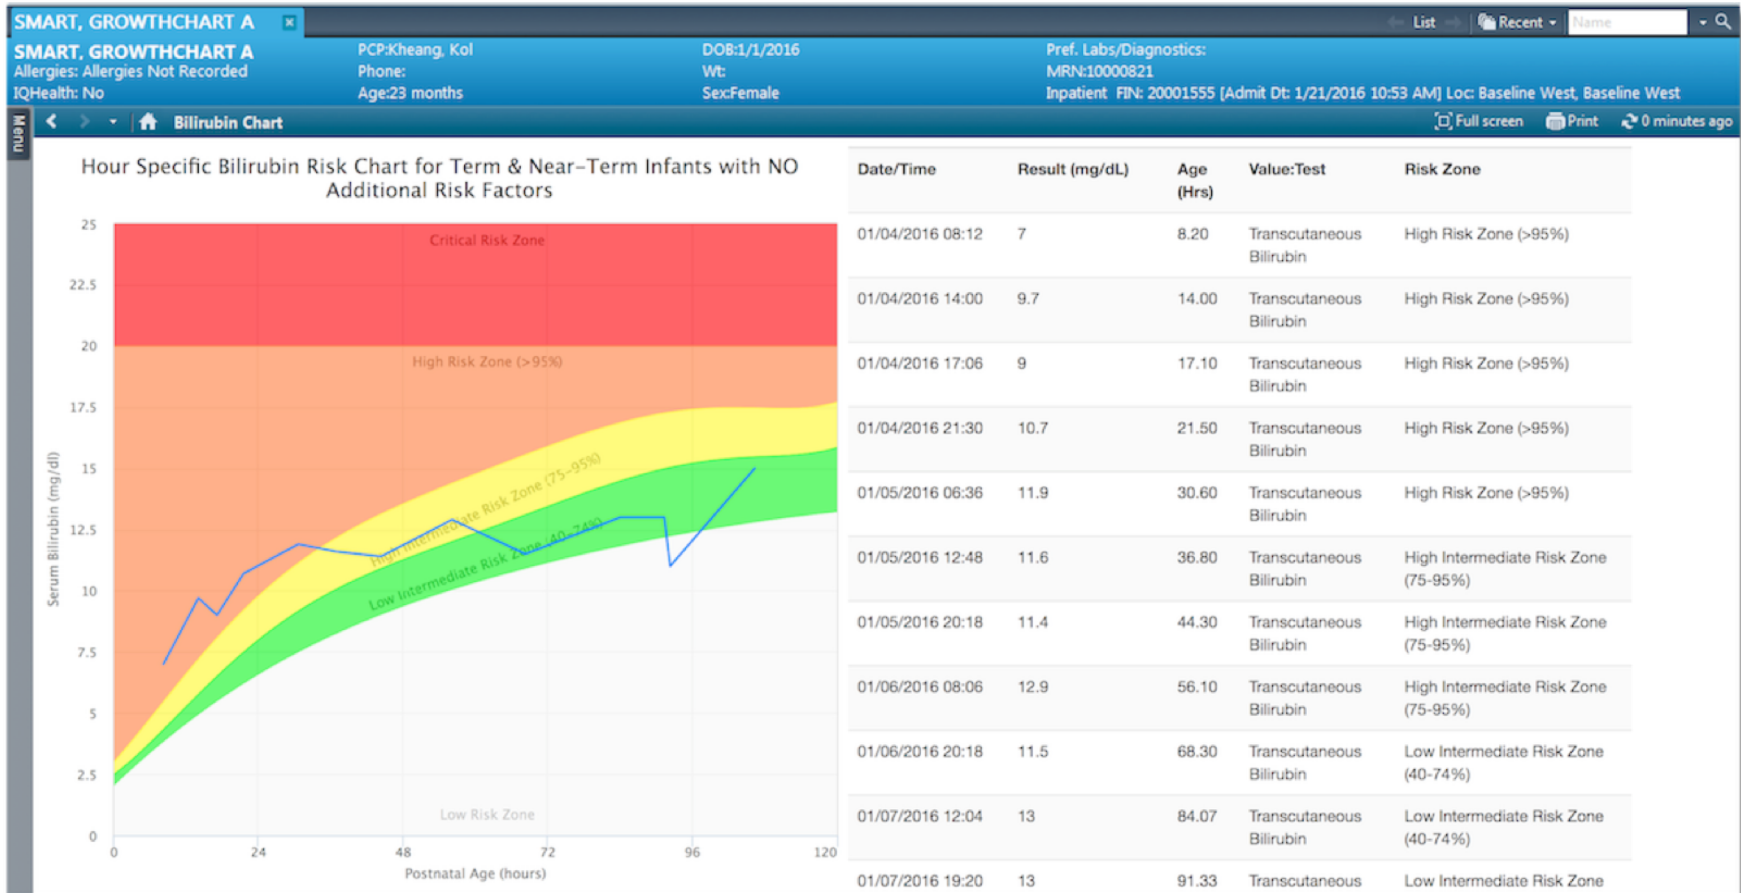 SMART, GROWTHCHART A
List
Recent
Name
SMART, GROWTHCHART A
PCP:Kheang, Kol
DOB:1/1/2016
Pref. Labs/Diagnostics:
Allergies: Allergies Not Recorded
Phone:
Wt:
MRN:10000821
IQHealth: No
Age:23 months
Sex:Female
Inpatient FIN: 20001555 [Admit Dt: 1/21/2016 10:53 AM] Loc: Baseline West, Baseline West
Menu
Bilirubin Chart
Full screen
Print
0 minutes ago
Hour Specific Bilirubin Risk Chart for Term & Near-Term Infants with NO
Additional Risk Factors
Serum Bilirubin (mg/dl)
25
22.5
20
17.5
15
12.5
10
7.5
5
2.5
0
Critical Risk Zone
High Risk Zone (>95%)
High Intermediate Risk Zone (75-95%)
Low Intermediate Risk Zone (40-74%)
Low Risk Zone
0 24 48 72 96 120
Postnatal Age (hours)
Date/Time Result (mg/dL) Age Value:Test Risk Zone
(Hrs)
01/04/2016 08:12 7 8.20 Transcutaneous High Risk Zone (>95%)
Bilirubin
01/04/2016 14:00 9.7 14.00 Transcutaneous High Risk Zone (>95%)
Bilirubin
01/04/2016 17:06 9 17.10 Transcutaneous High Risk Zone (>95%)
Bilirubin
01/04/2016 21:30 10.7 21.50 Transcutaneous High Risk Zone (>95%)
Bilirubin
01/05/2016 06:36 11.9 30.60 Transcutaneous High Risk Zone (>95%)
Bilirubin
01/05/2016 12:48 11.6 36.80 Transcutaneous High Intermediate Risk Zone
Bilirubin (75-95%)
01/05/2016 20:18 11.4 44.30 Transcutaneous High Intermediate Risk Zone
Bilirubin (75-95%)
01/06/2016 08:06 12.9 56.10 Transcutaneous High Intermediate Risk Zone
Bilirubin (75-95%)
01/06/2016 20:18 11.5 68.30 Transcutaneous Low Intermediate Risk Zone
Bilirubin (40-74%)
01/07/2016 12:04 13 84.07 Transcutaneous Low Intermediate Risk Zone
Bilirubin (40-74%)
01/07/2016 19:20 13 91.33 Transcutaneous Low Intermediate Risk Zone